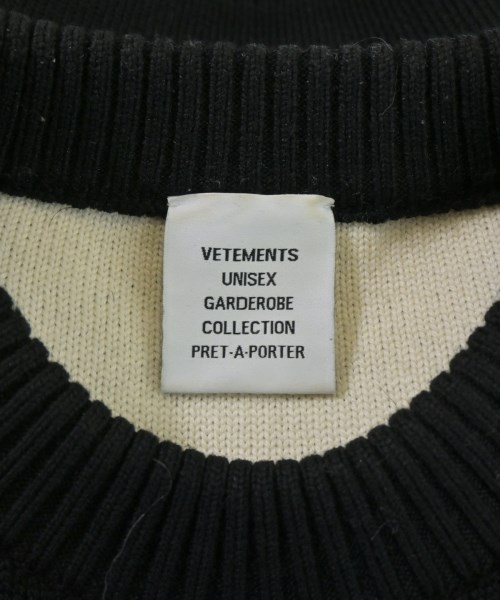 VETEMENTS
UNISEX
GARDEROBE
COLLECTION
PRET-A-PORTER